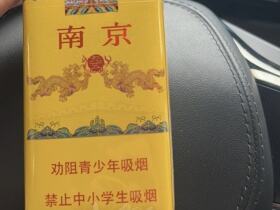 南京
劝阻青少年吸烟
禁止中小学生吸烟